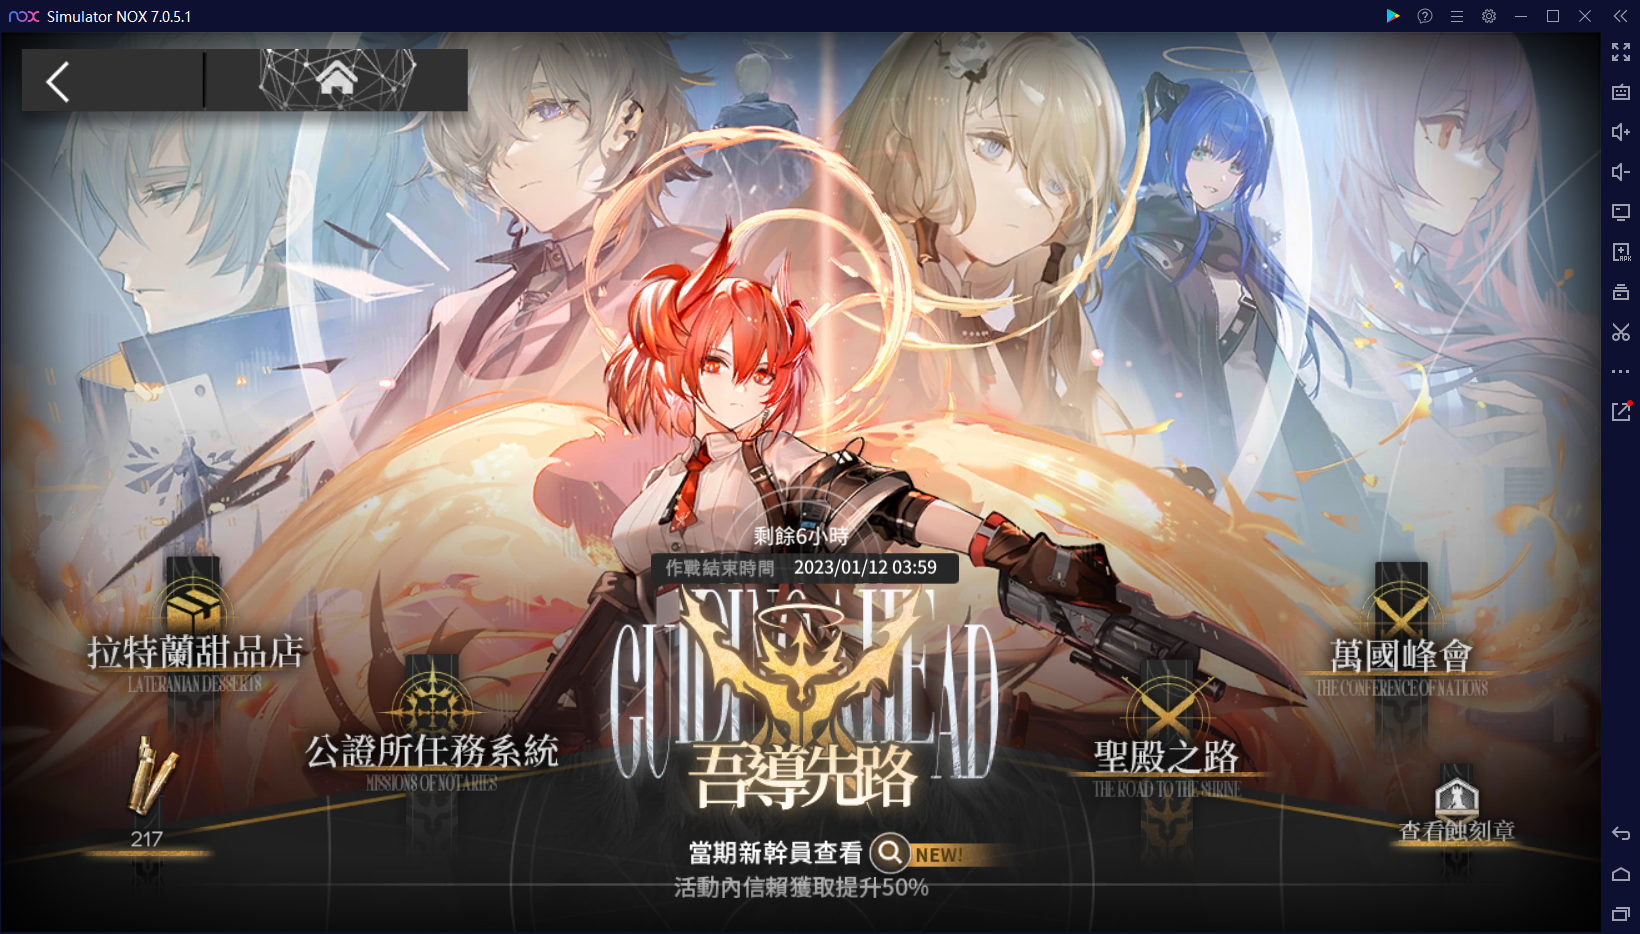 nox Simulator NOX 7.0.5.1
APK
剩餘6小時
作戰結束時間 2023/01/12 03:59
拉特蘭甜品店
LATERANIAN DESSERTS
公證所任務系統
MISSIONS OF NOTARIES
217
GUIDING AHEAD
吾導先路
當期新幹員查看 NEW!
活動內信賴獲取提升50%
聖殿之路
THE ROAD TO THE SHRINE
萬國峰會
THE CONFERENCE OF NATIONS
查看蝕刻章